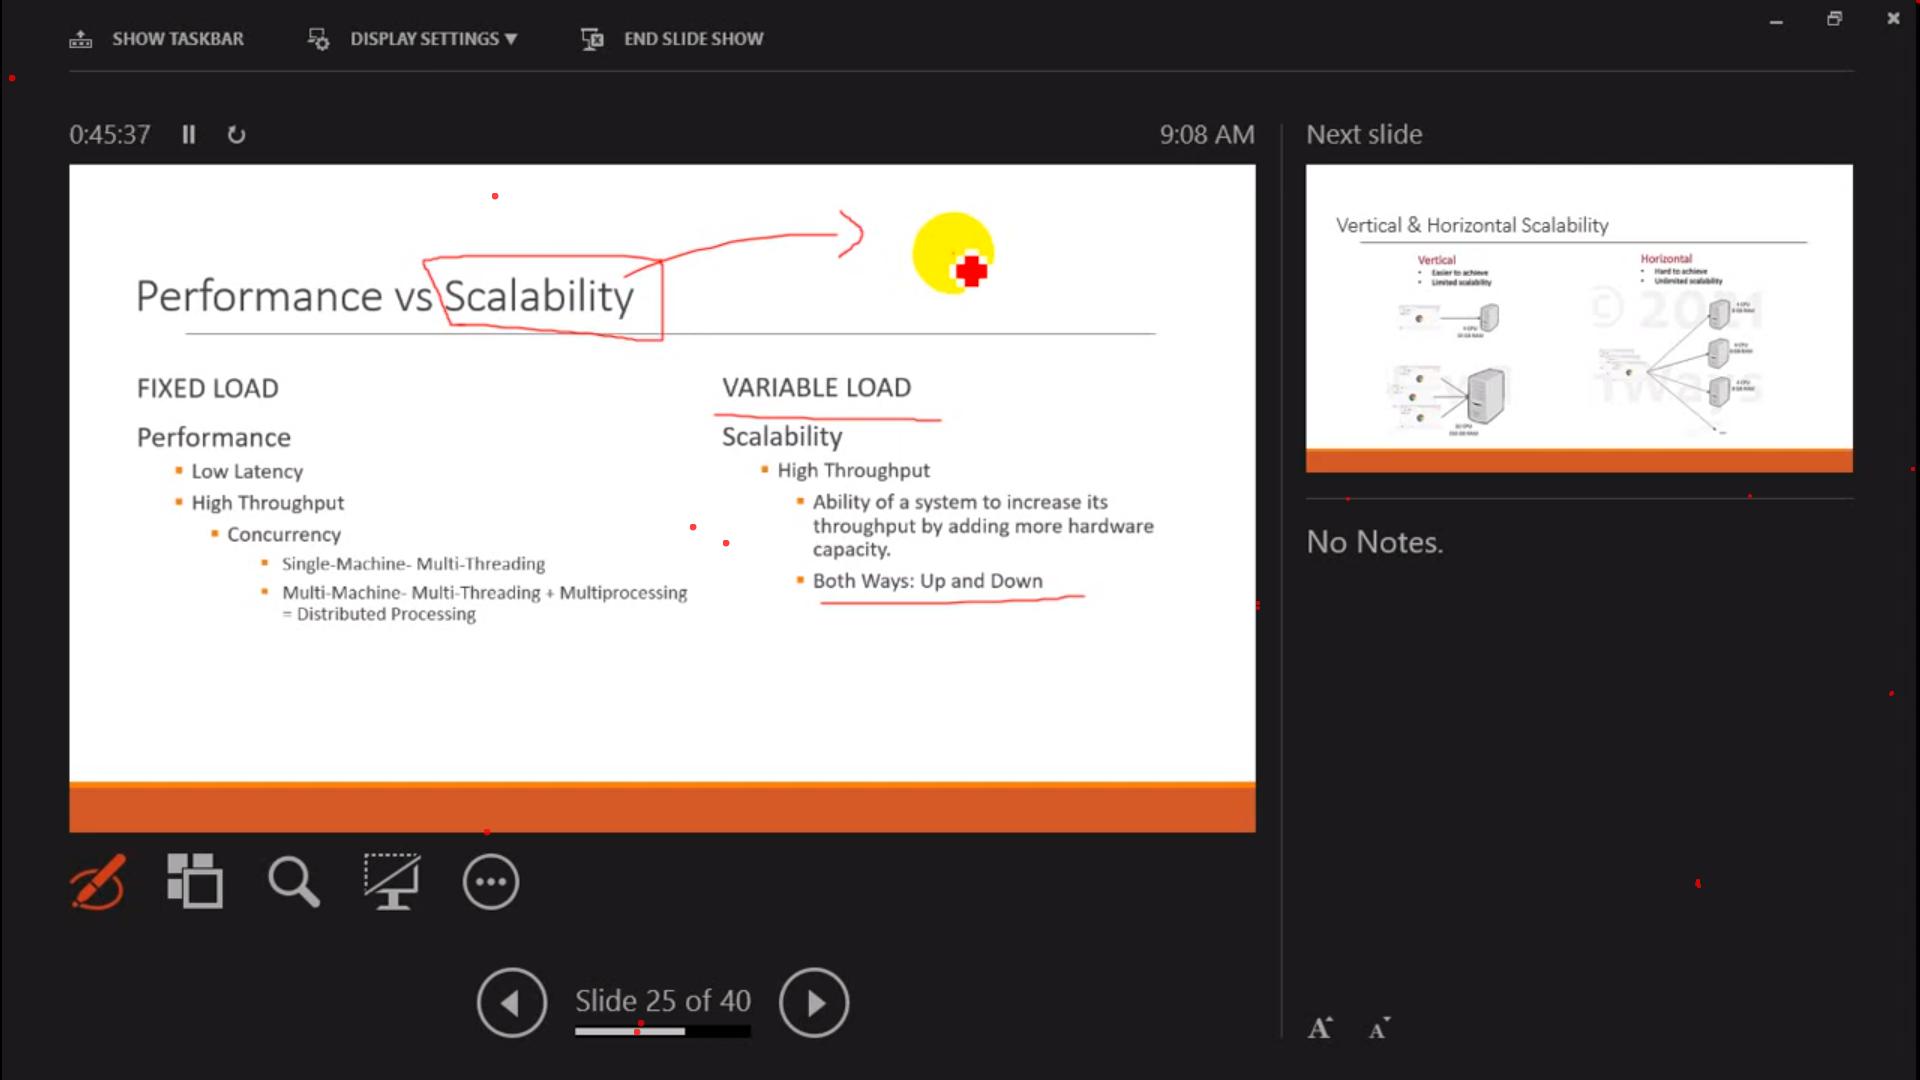 SHOW TASKBAR
DISPLAY SETTINGS ▼
END SLIDE SHOW
0:45:37
9:08 AM
Next slide
Performance vs Scalability
FIXED LOAD
Performance
Low Latency
High Throughput
Concurrency
Single-Machine- Multi-Threading
Multi-Machine- Multi-Threading + Multiprocessing
= Distributed Processing
VARIABLE LOAD
Scalability
High Throughput
Ability of a system to increase its
throughput by adding more hardware
capacity.
Both Ways: Up and Down
Vertical & Horizontal Scalability
Vertical
Easier to achieve
Limited scalability
Horizontal
Hard to achieve
Unlimited scalability
No Notes.
Slide 25 of 40
A A